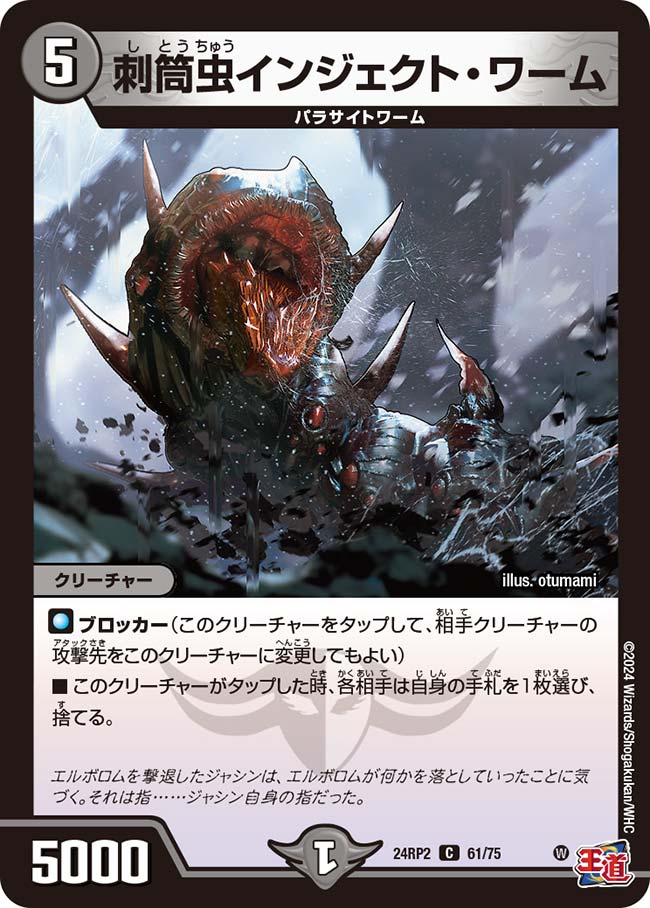 5
しとうちゅう
刺筒虫インジェクト・ワーム
パラサイトワーム
クリーチャー
illus. otumami
ブロッカー(このクリーチャーをタップして、相手クリーチャーの
攻撃先をこのクリーチャーに変更してもよい)
■ このクリーチャーがタップした時、各相手は自身の手札を1枚選び、
捨てる。
エルボロムを撃退したジャシンは、エルボロムが何かを落としていったことに気
づく。それは指……ジャシン自身の指だった。
©2024 Wizards/Shogakukan/WHC
5000
1
24RP2 C 61/75
W
王道